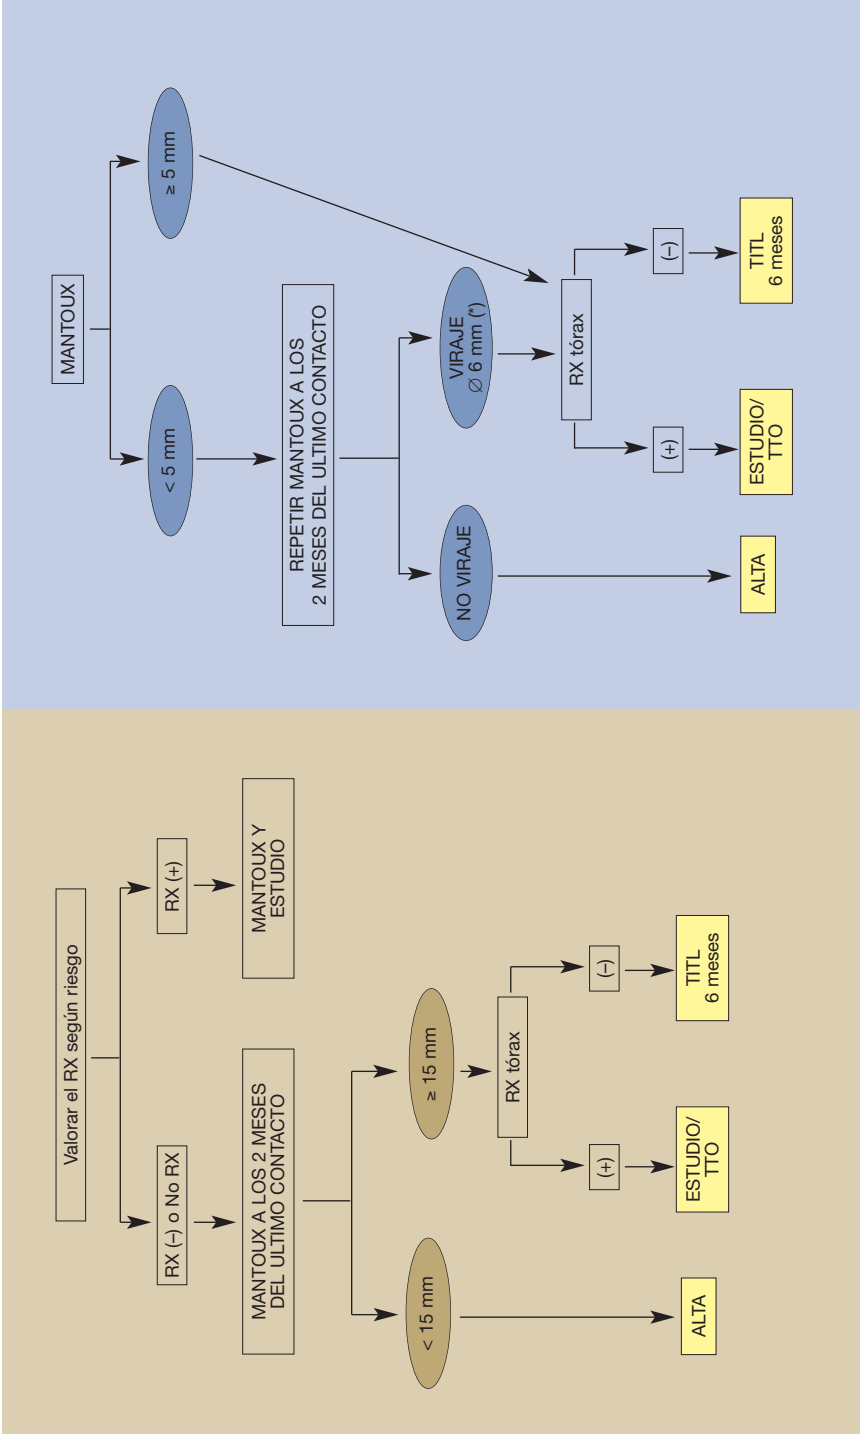 Valorar el RX según riesgo
RX (–) o No RX
RX (+)
MANTOUX A LOS 2 MESES
DEL ULTIMO CONTACTO
MANTOUX Y
ESTUDIO
< 15 mm
≥ 15 mm
RX tórax
(+)
(–)
ALTA
ESTUDIO/
TTO
TITL
6 meses
MANTOUX
< 5 mm
≥ 5 mm
REPETIR MANTOUX A LOS
2 MESES DEL ULTIMO CONTACTO
NO VIRAJE
VIRAJE
∅ 6 mm (*)
RX tórax
(+)
(–)
ALTA
ESTUDIO/
TTO
TITL
6 meses